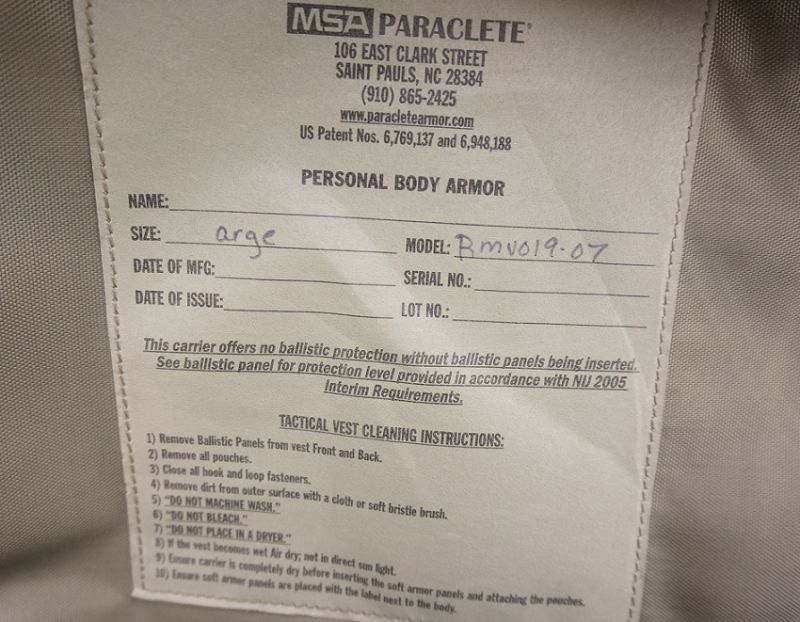 MSA PARACLETE®
106 EAST CLARK STREET
SAINT PAULS, NC 28384
(910) 865-2425
www.paracletearmor.com
US Patent Nos. 6,769,137 and 6,948,188
PERSONAL BODY ARMOR
NAME:
SIZE: arge MODEL: RMV019-07
DATE OF MFG: SERIAL NO.:
DATE OF ISSUE: LOT NO.:
This carrier offers no ballistic protection without ballistic panels being inserted.
See ballistic panel for protection level provided in accordance with NIJ 2005
Interim Requirements.
TACTICAL VEST CLEANING INSTRUCTIONS:
1) Remove Ballistic Panels from vest Front and Back.
2) Remove all pouches.
3) Close all hook and loop fasteners.
4) Remove dirt from outer surface with a cloth or soft bristle brush.
5) "DO NOT MACHINE WASH."
6) "DO NOT BLEACH."
7) "DO NOT PLACE IN A DRYER."
8) If the vest becomes wet Air dry; not in direct sun light.
9) Ensure carrier is completely dry before inserting the soft armor panels and attaching the pouches.
10) Ensure soft armor panels are placed with the label next to the body.